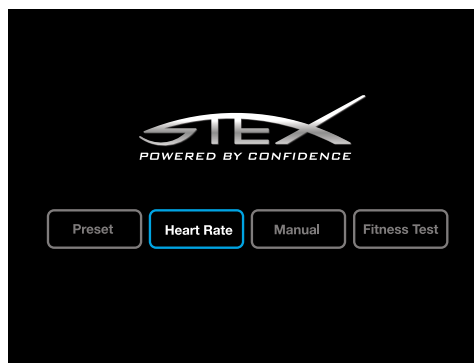 STEX
POWERED BY CONFIDENCE
Preset Heart Rate Manual Fitness Test